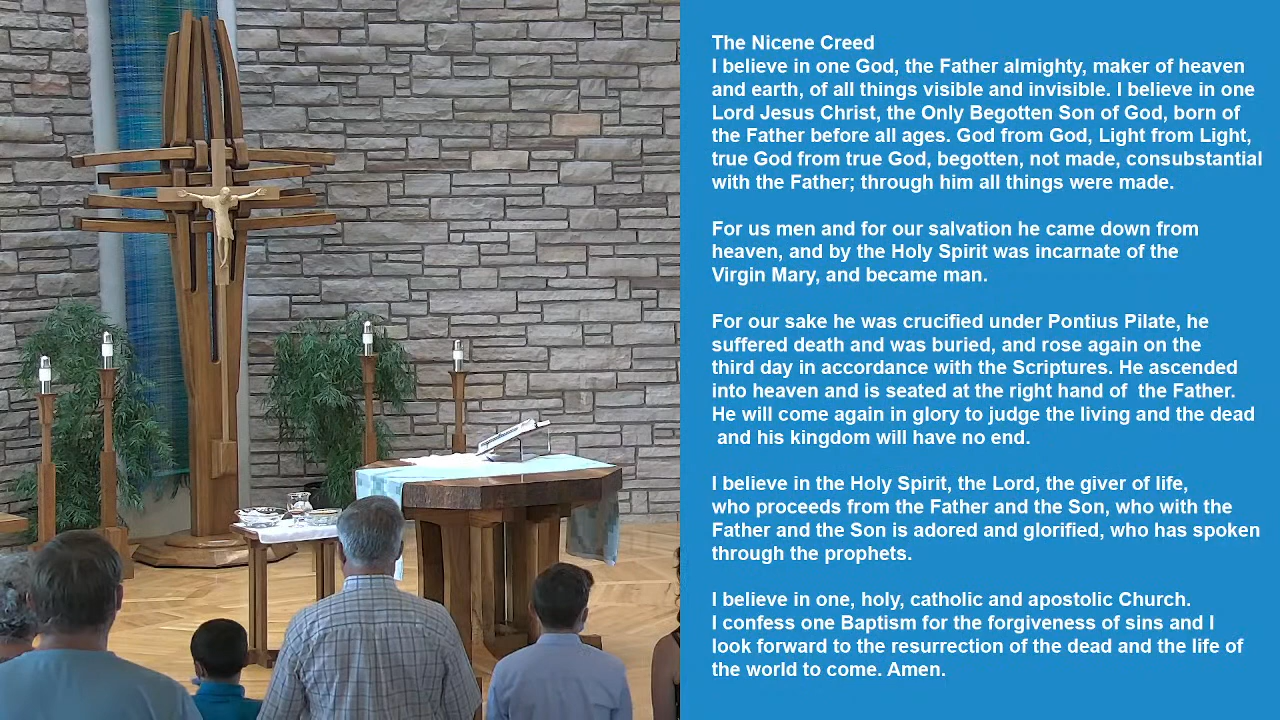 The Nicene Creed
I believe in one God, the Father almighty, maker of heaven
and earth, of all things visible and invisible. I believe in one
Lord Jesus Christ, the Only Begotten Son of God, born of
the Father before all ages. God from God, Light from Light,
true God from true God, begotten, not made, consubstantial
with the Father; through him all things were made.
For us men and for our salvation he came down from
heaven, and by the Holy Spirit was incarnate of the
Virgin Mary, and became man.
For our sake he was crucified under Pontius Pilate, he
suffered death and was buried, and rose again on the
third day in accordance with the Scriptures. He ascended
into heaven and is seated at the right hand of  the Father.
He will come again in glory to judge the living and the dead
and his kingdom will have no end.
I believe in the Holy Spirit, the Lord, the giver of life,
who proceeds from the Father and the Son, who with the
Father and the Son is adored and glorified, who has spoken
through the prophets.
I believe in one, holy, catholic and apostolic Church.
I confess one Baptism for the forgiveness of sins and I
look forward to the resurrection of the dead and the life of
the world to come. Amen.